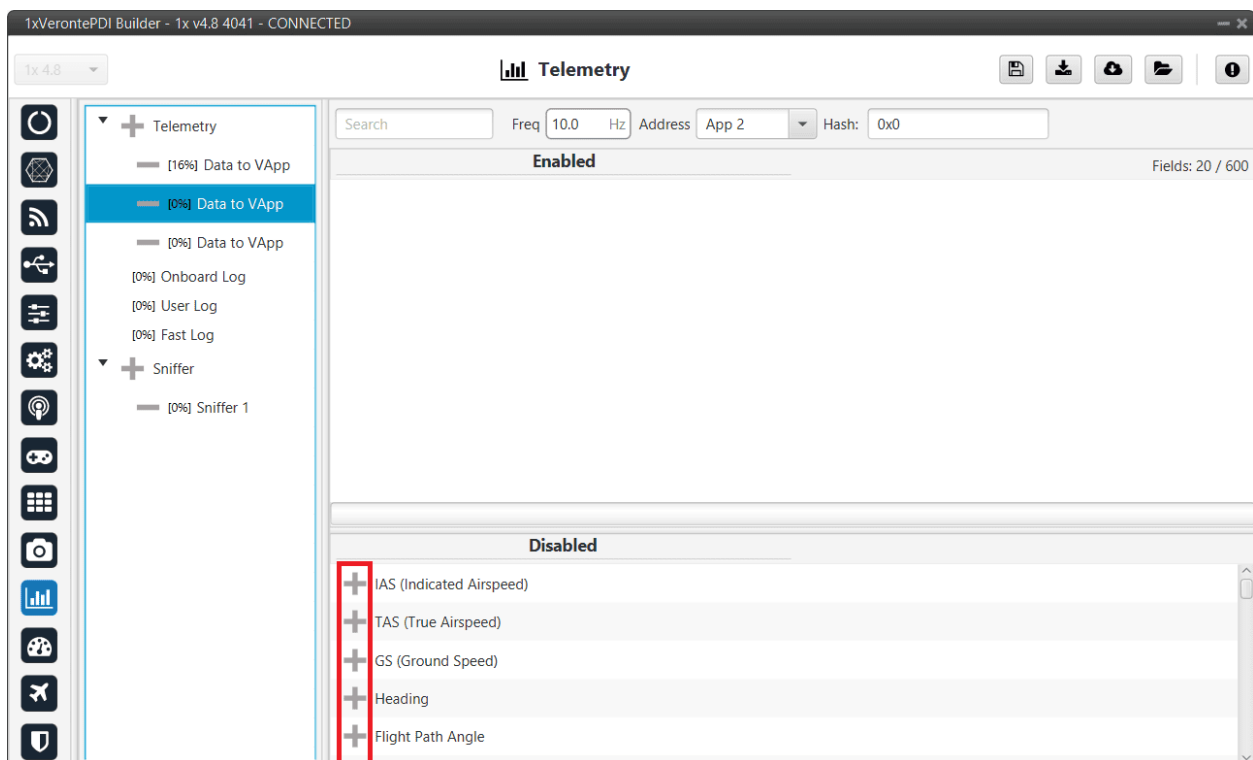 1xVerontePDI Builder - 1x v4.8 4041 - CONNECTED
1x 4.8
Telemetry
Telemetry
[16%] Data to VApp
[0%] Data to VApp
[0%] Data to VApp
[0%] Onboard Log
[0%] User Log
[0%] Fast Log
Sniffer
[0%] Sniffer 1
Search Freq 10.0 Hz Address App 2 Hash: 0x0
Enabled Fields: 20 / 600
Disabled
IAS (Indicated Airspeed)
TAS (True Airspeed)
GS (Ground Speed)
Heading
Flight Path Angle